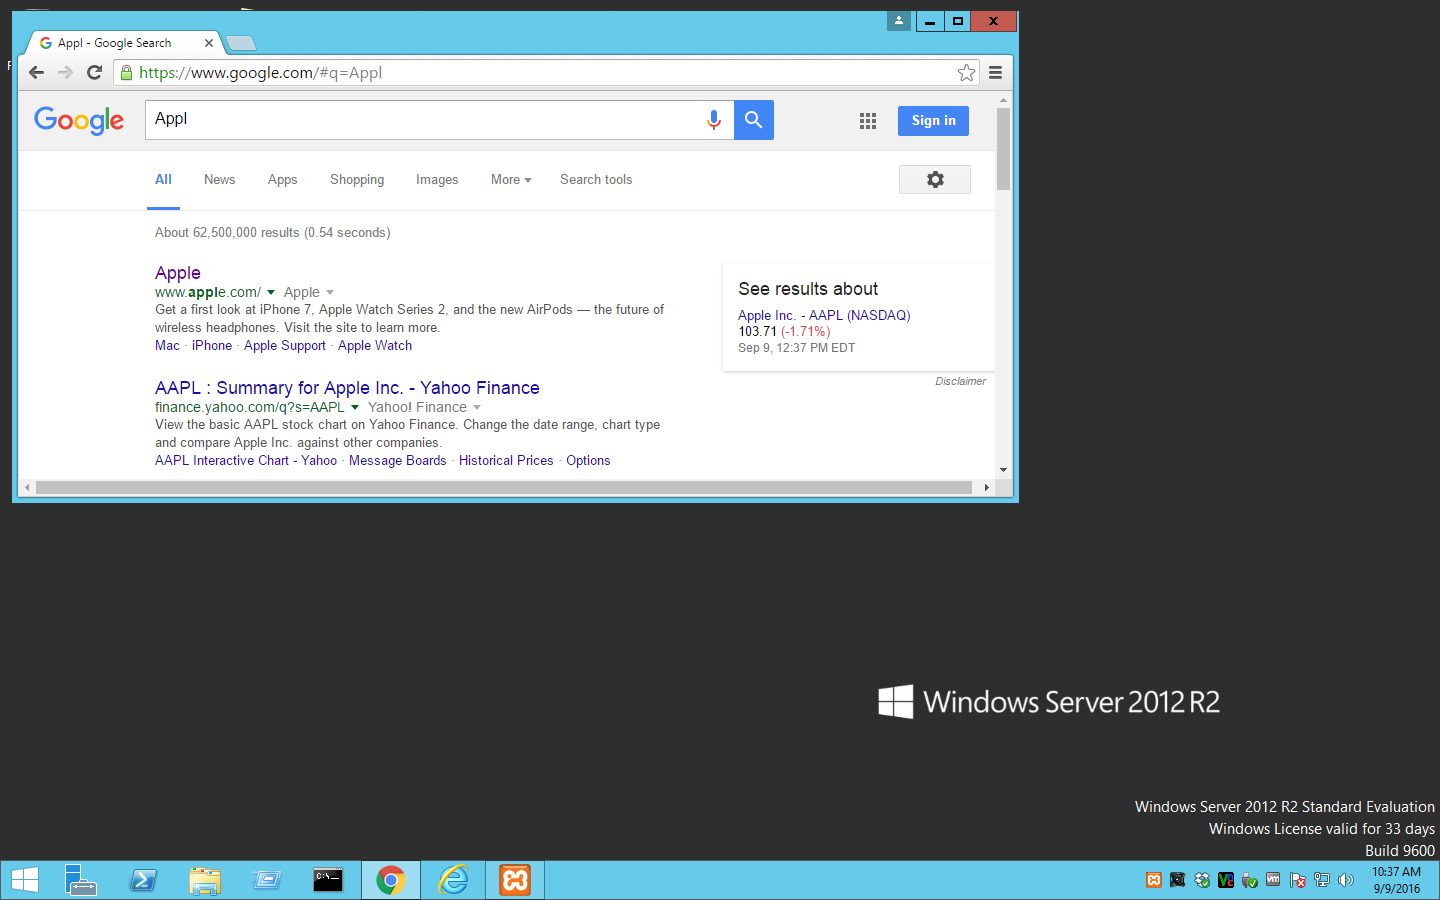 Appl - Google Search
https://www.google.com/#q=Appl
Google
Appl
Sign in
All News Apps Shopping Images More Search tools
About 62,500,000 results (0.54 seconds)
Apple
www.apple.com/ Apple
Get a first look at iPhone 7, Apple Watch Series 2, and the new AirPods — the future of
wireless headphones. Visit the site to learn more.
Mac · iPhone · Apple Support · Apple Watch
AAPL : Summary for Apple Inc. - Yahoo Finance
finance.yahoo.com/q?s=AAPL Yahoo! Finance
View the basic AAPL stock chart on Yahoo Finance. Change the date range, chart type
and compare Apple Inc. against other companies.
AAPL Interactive Chart - Yahoo · Message Boards · Historical Prices · Options
See results about
Apple Inc. - AAPL (NASDAQ)
103.71 (-1.71%)
Sep 9, 12:37 PM EDT
Disclaimer
Windows Server 2012 R2
Windows Server 2012 R2 Standard Evaluation
Windows License valid for 33 days
Build 9600
10:37 AM
9/9/2016